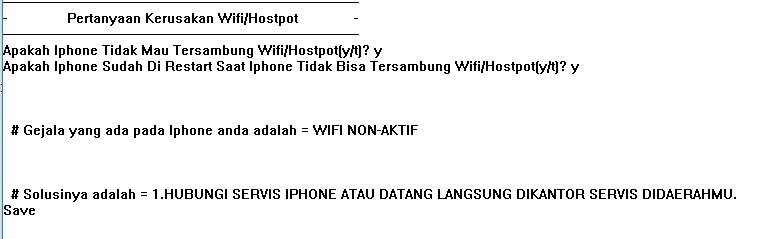 - Pertanyaan Kerusakan Wifi/Hostpot -
Apakah Iphone Tidak Mau Tersambung Wifi/Hostpot(y/t)? y
Apakah Iphone Sudah Di Restart Saat Iphone Tidak Bisa Tersambung Wifi/Hostpot(y/t)? y
# Gejala yang ada pada Iphone anda adalah = WIFI NON-AKTIF
# Solusinya adalah = 1.HUBUNGI SERVIS IPHONE ATAU DATANG LANGSUNG DIKANTOR SERVIS DIDAERAHMU.
Save